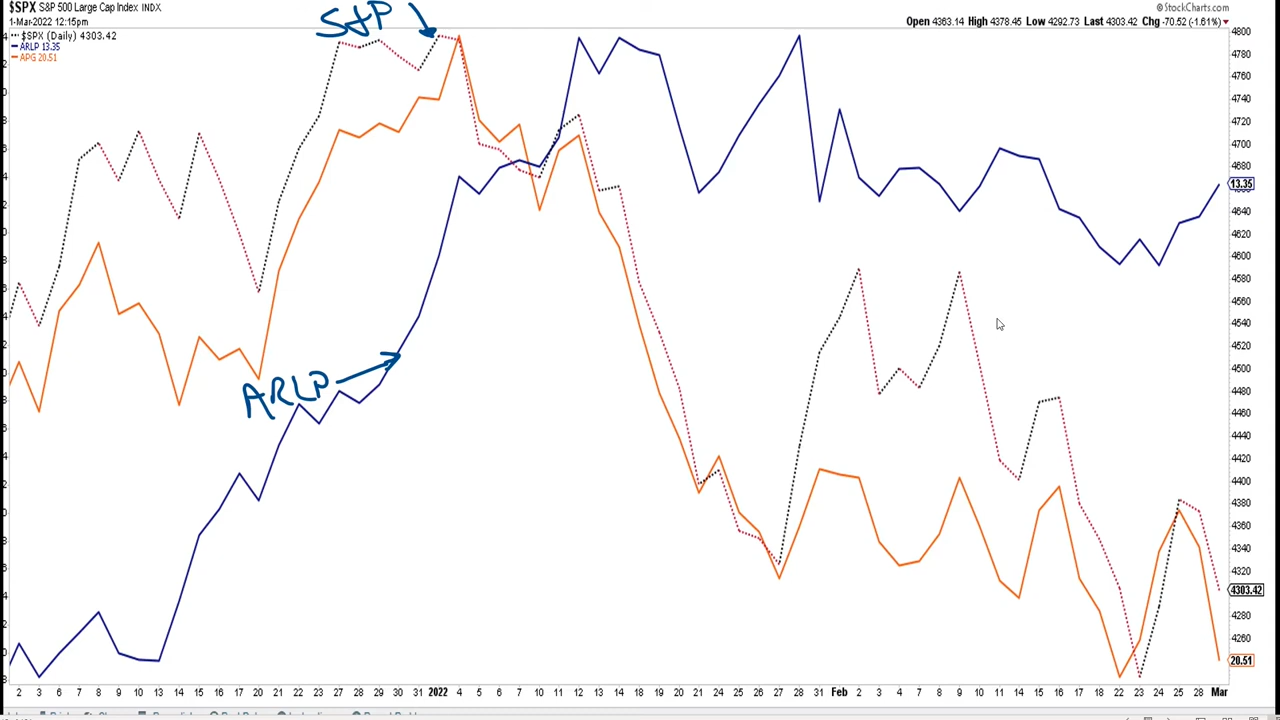 $SPX S&P 500 Large Cap Index INDX
© StockCharts.com
1-Mar-2022 12:15pm
Open 4363.14 High 4378.45 Low 4292.73 Last 4303.42 Chg -70.52 (-1.61%)
S&P
$SPX (Daily) 4303.42
ARLP 13.35
APG 20.51
4800
4780
4760
4740
4720
4700
4680
13.35
4640
4620
4600
4580
4560
4540
4520
4500
4480
4460
4440
4420
4400
4380
4360
4340
4320
4303.42
4280
4260
20.51
ARLP
2 3 6 7 8 9 10 13 14 15 16 17 20 21 22 23 27 28 29 30 31 2022 4 5 6 7 10 11 12 13 14 18 19 20 21 24 25 26 27 28 31 Feb 2 3 4 7 8 9 10 11 14 15 16 17 18 22 23 24 25 28 Mar